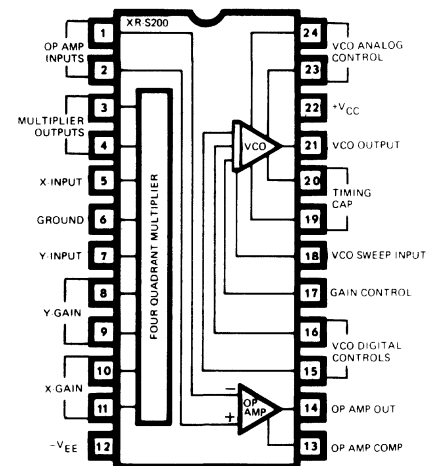 XR-S200
1
OP AMP
INPUTS
2
3
MULTIPLIER
OUTPUTS
4
X-INPUT 5
GROUND 6
Y-INPUT 7
8
Y-GAIN
9
10
X-GAIN
11
-VEE 12
FOUR QUADRANT MULTIPLIER
VCO
- 
OP
AMP
+
24
VCO ANALOG
CONTROL
23
22 +VCC
21 VCO OUTPUT
20
TIMING
CAP
19
18 VCO SWEEP INPUT
17 GAIN CONTROL
16
VCO DIGITAL
CONTROLS
15
14 OP AMP OUT
13 OP AMP COMP